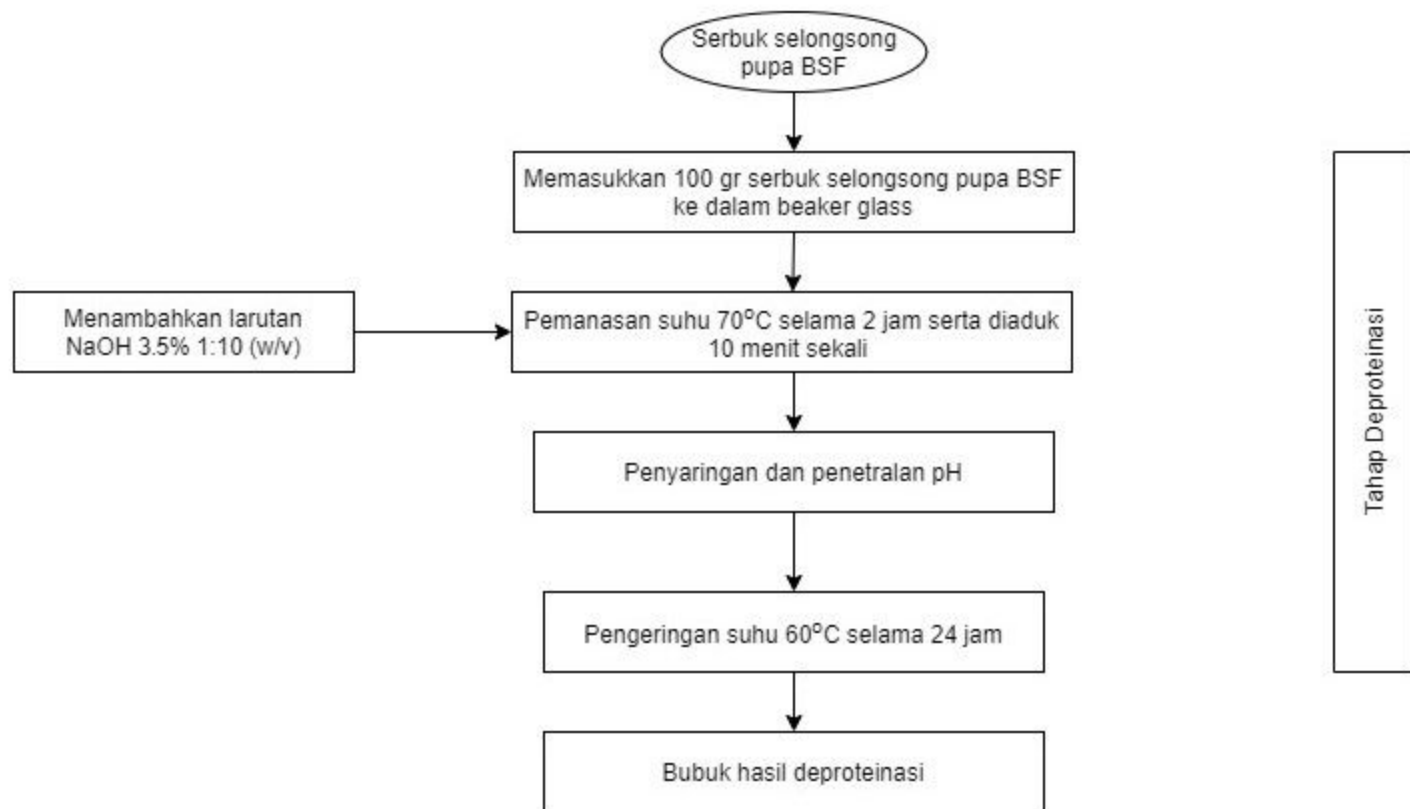 Serbuk selongsong
pupa BSF
Memasukkan 100 gr serbuk selongsong pupa BSF
ke dalam beaker glass
Menambahkan larutan
NaOH 3.5% 1:10 (w/v)
Pemanasan suhu 70°C selama 2 jam serta diaduk
10 menit sekali
Penyaringan dan penetralan pH
Pengeringan suhu 60°C selama 24 jam
Bubuk hasil deproteinasi
Tahap Deproteinasi